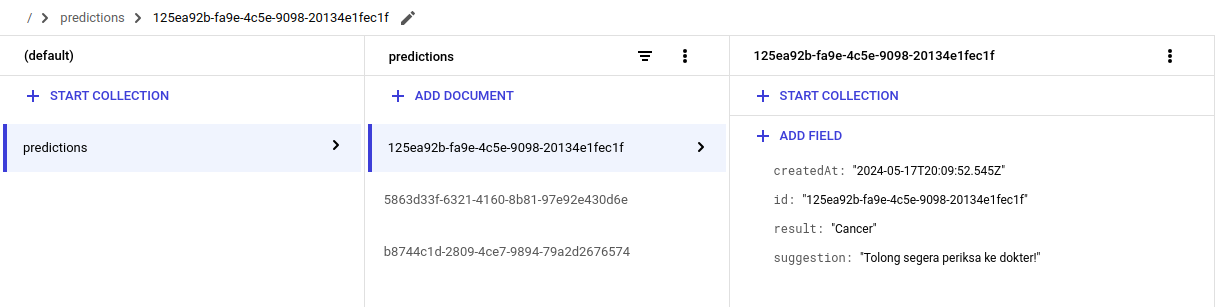 / predictions 125ea92b-fa9e-4c5e-9098-20134e1fec1f
(default)
START COLLECTION
predictions
predictions
ADD DOCUMENT
125ea92b-fa9e-4c5e-9098-20134e1fec1f
5863d33f-6321-4160-8b81-97e92e430d6e
b8744c1d-2809-4ce7-9894-79a2d2676574
125ea92b-fa9e-4c5e-9098-20134e1fec1f
START COLLECTION
ADD FIELD
createdAt: "2024-05-17T20:09:52.545Z"
id: "125ea92b-fa9e-4c5e-9098-20134e1fec1f"
result: "Cancer"
suggestion: "Tolong segera periksa ke dokter!"